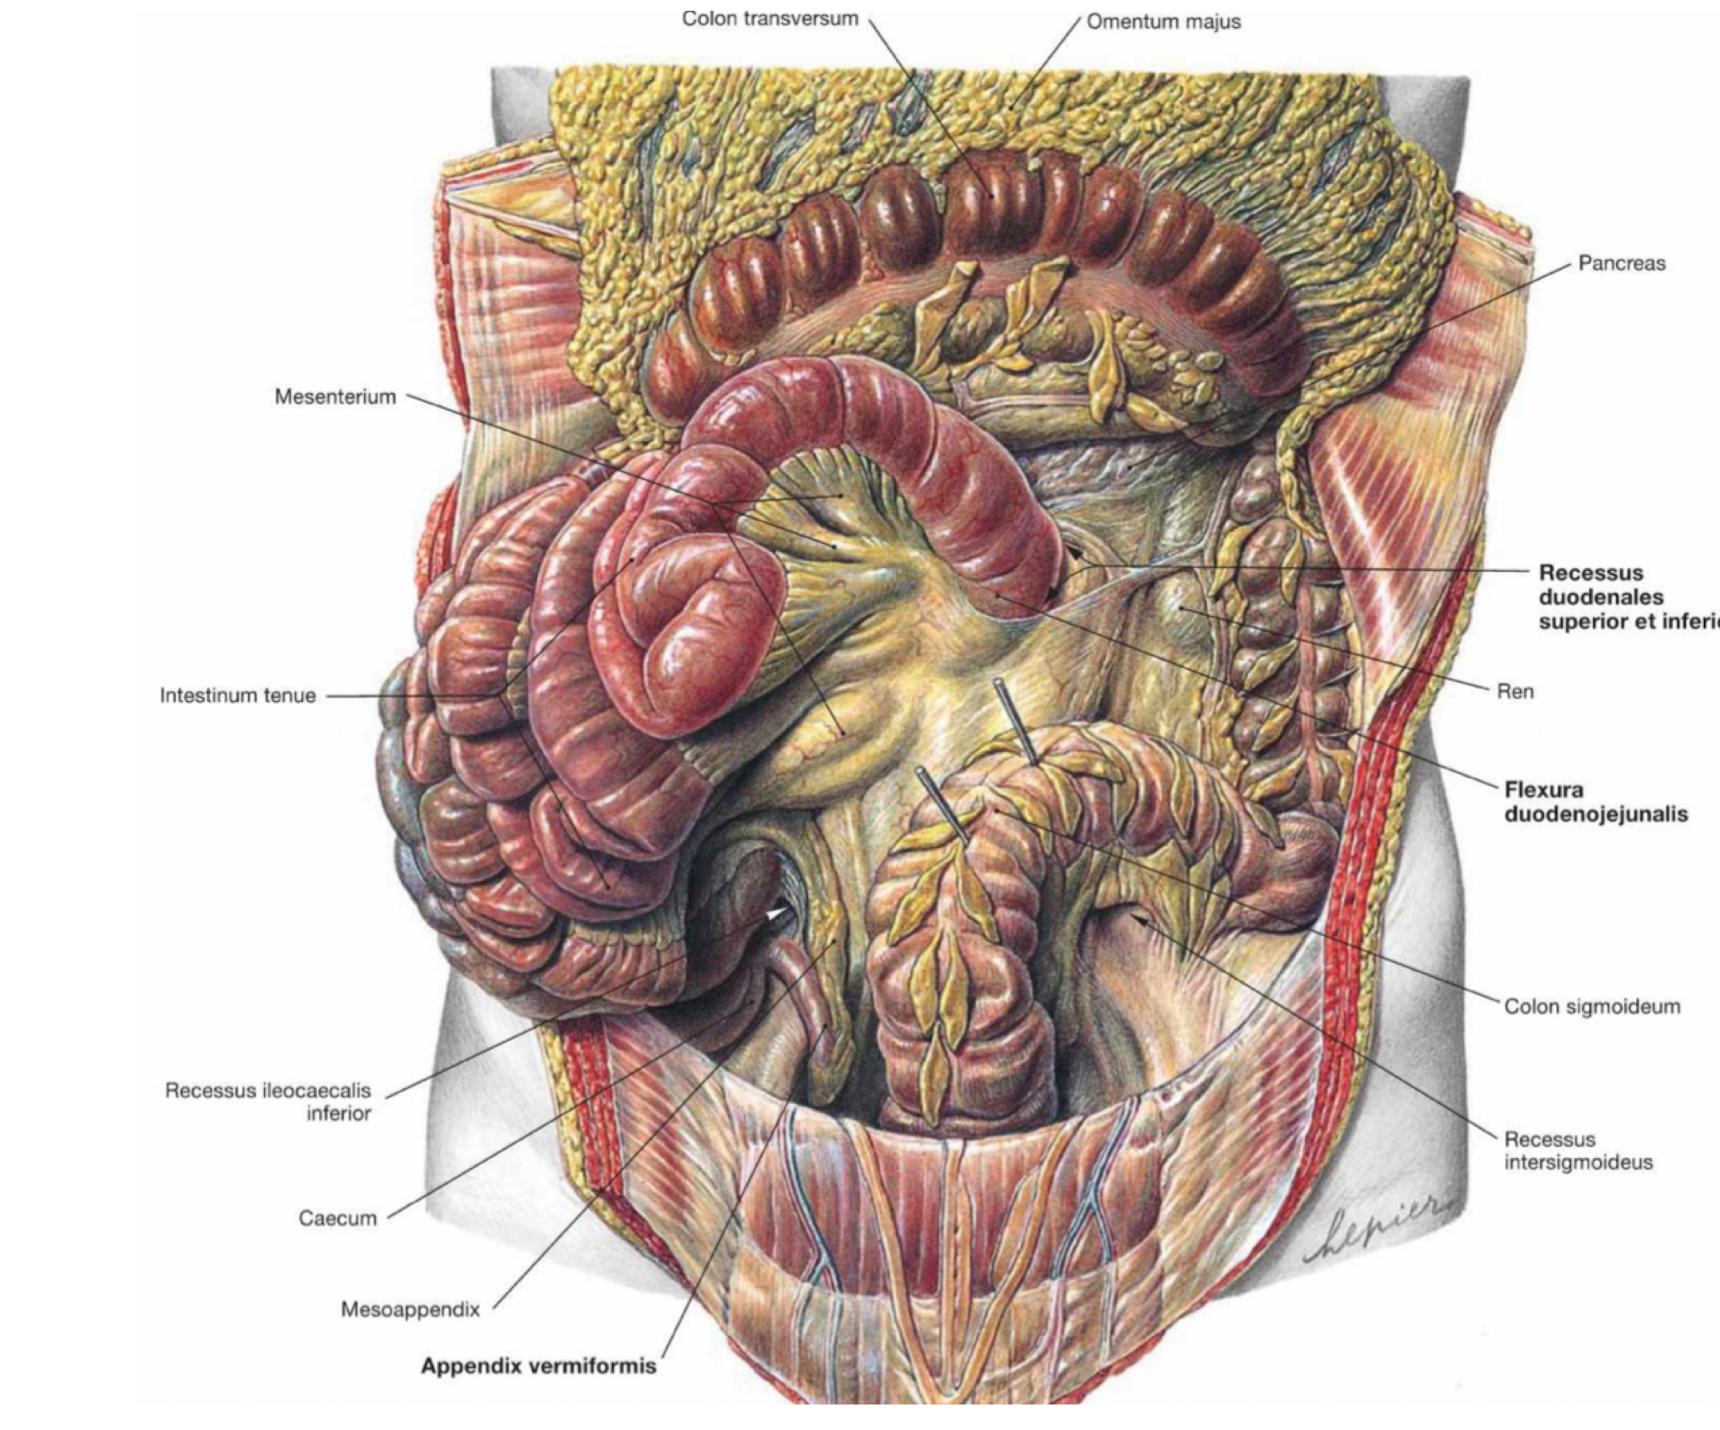 Colon transversum
Omentum majus
Pancreas
Mesenterium
Recessus
duodenales
superior et inferio
Intestinum tenue
Ren
Flexura
duodenojejunalis
Colon sigmoideum
Recessus ileocaecalis
inferior
Recessus
intersigmoideus
Caecum
Mesoappendix
Appendix vermiformis